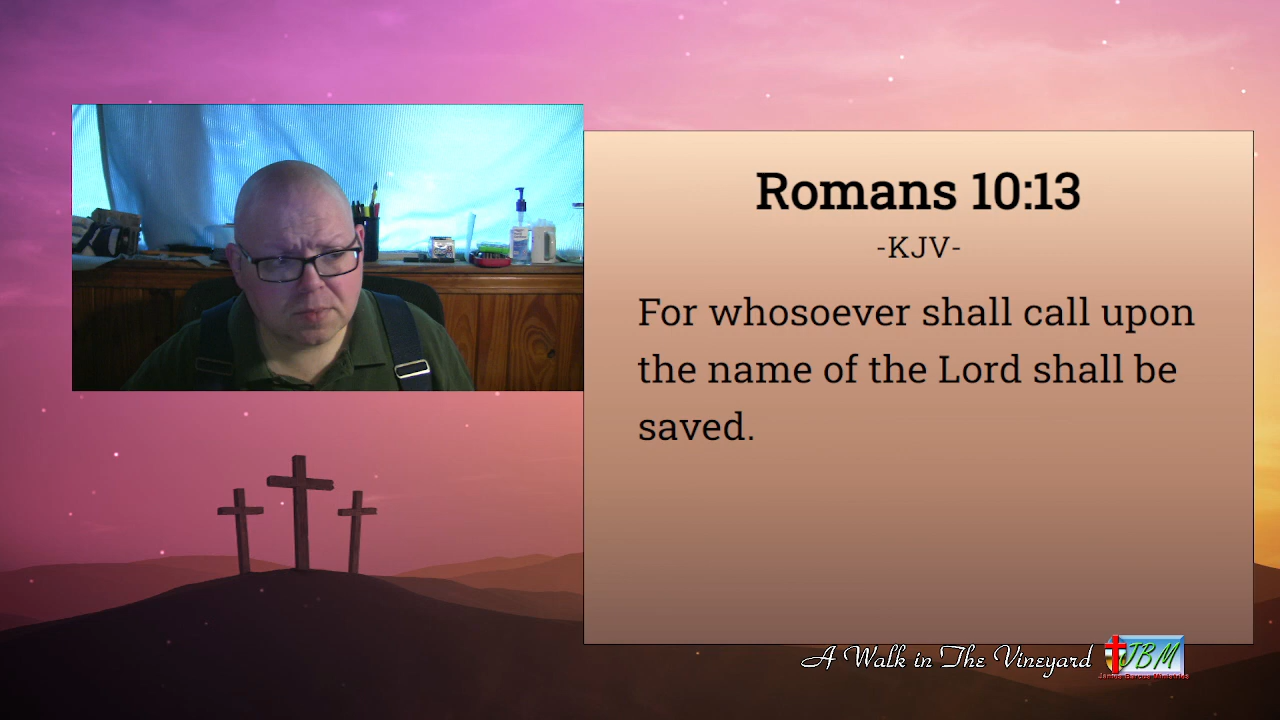 Romans 10:13
-KJV-
For whosoever shall call upon
the name of the Lord shall be
saved.
A Walk in The Vineyard
JBM